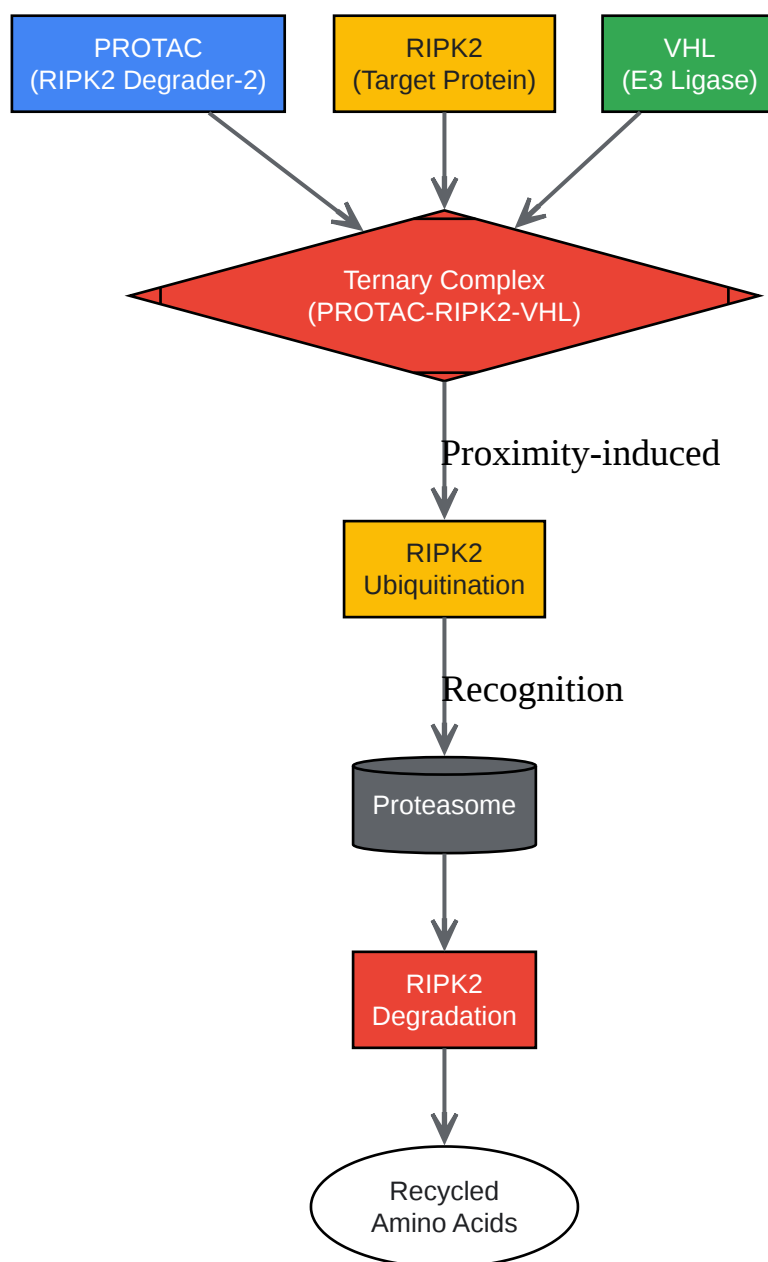 PROTAC
(RIPK2 Degrader-2)
RIPK2
(Target Protein)
VHL
(E3 Ligase)
Ternary Complex
(PROTAC-RIPK2-VHL)
Proximity-induced
RIPK2
Ubiquitination
Recognition
Proteasome
RIPK2
Degradation
Recycled
Amino Acids